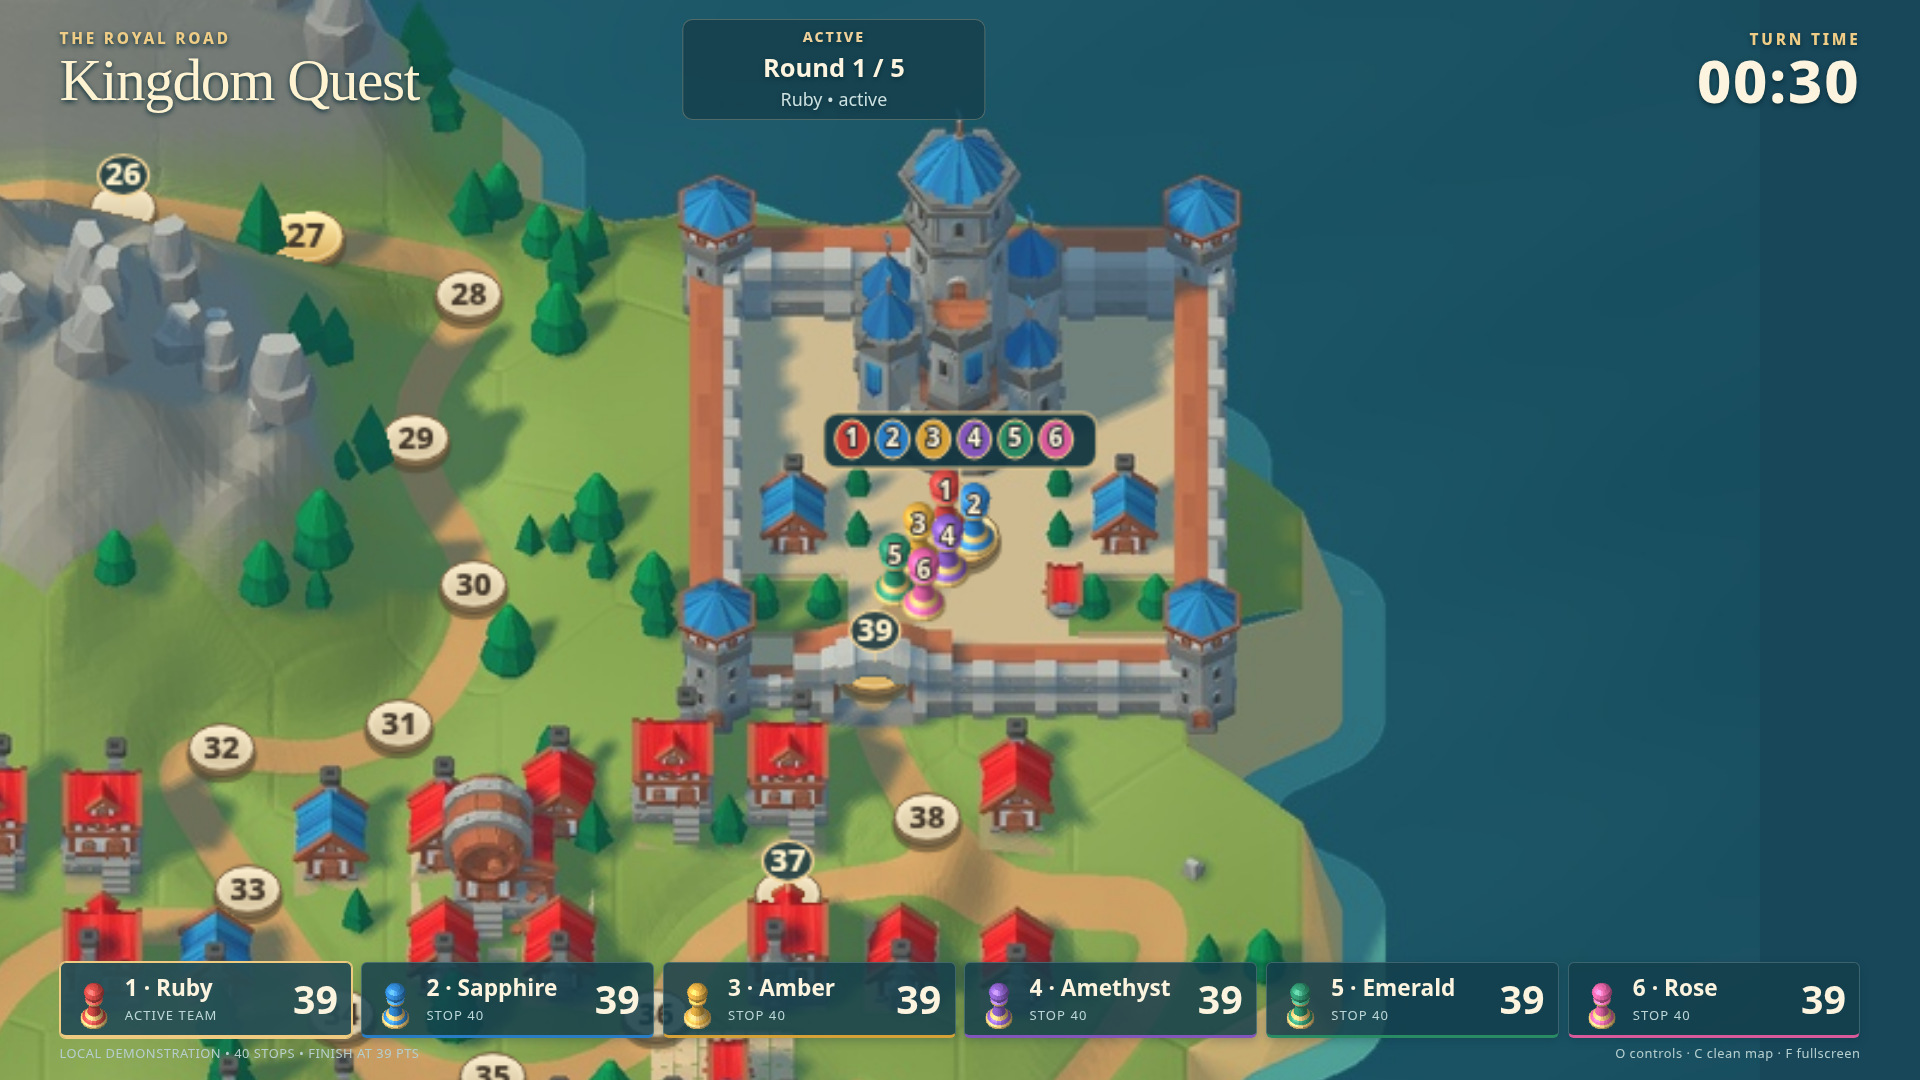 THE ROYAL ROAD
Kingdom Quest
ACTIVE
Round 1 / 5
Ruby • active
TURN TIME
00:30
26
27
28
29
30
31
32
33
1 2 3 4 5 6
1
2
3
4
5
6
39
38
37
1 · Ruby
ACTIVE TEAM
39
2 · Sapphire
STOP 40
39
3 · Amber
STOP 40
39
4 · Amethyst
STOP 40
39
5 · Emerald
STOP 40
39
6 · Rose
STOP 40
39
34
36
35
LOCAL DEMONSTRATION • 40 STOPS • FINISH AT 39 PTS
O controls · C clean map · F fullscreen